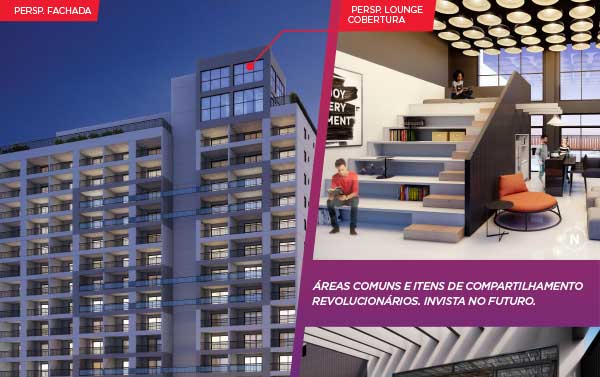 PERSP. FACHADA
PERSP. LOUNGE
COBERTURA
ÁREAS COMUNS E ITENS DE COMPARTILHAMENTO
REVOLUCIONÁRIOS. INVISTA NO FUTURO.
N